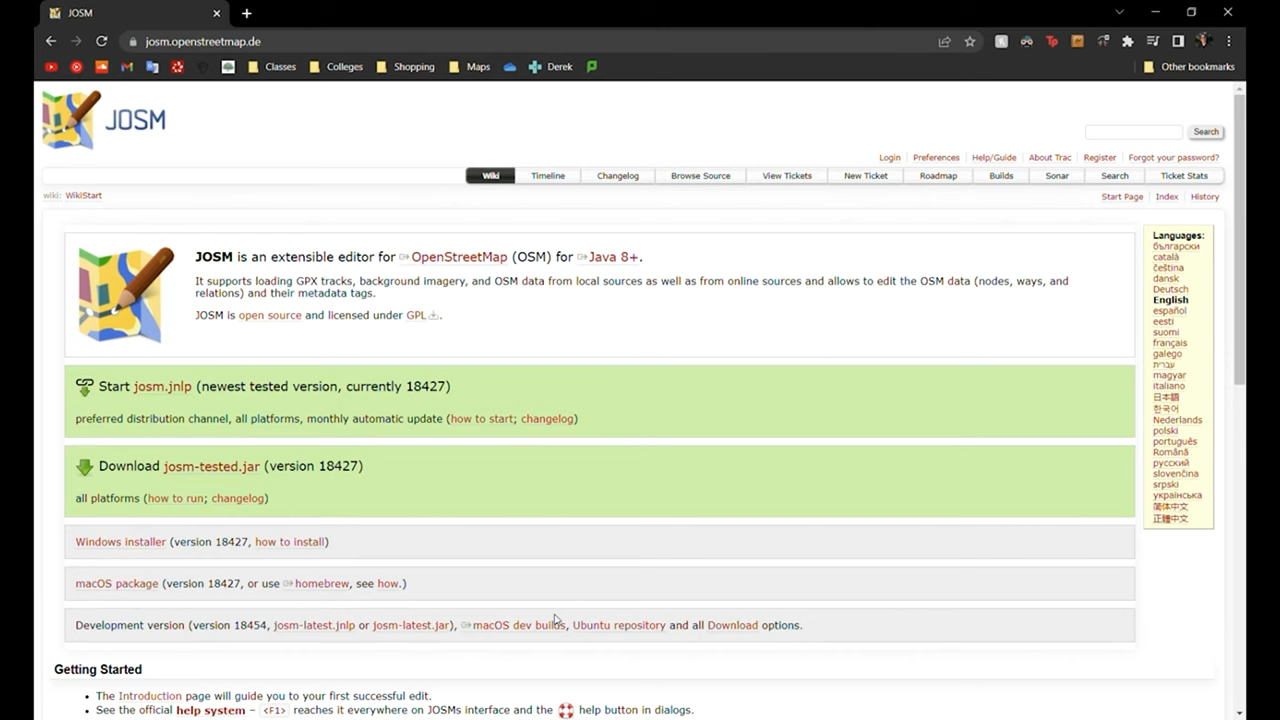 JOSM
josm.openstreetmap.de
Classes
Colleges
Shopping
Maps
Derek
Other bookmarks
JOSM
Search
Login
Preferences
Help/Guide
About Trac
Register
Forgot your password?
Wiki
Timeline
Changelog
Browse Source
View Tickets
New Ticket
Roadmap
Builds
Sonar
Search
Ticket Stats
wiki: WikiStart
Start Page
Index
History
JOSM is an extensible editor for OpenStreetMap (OSM) for Java 8+.
It supports loading GPX tracks, background imagery, and OSM data from local sources as well as from online sources and allows to edit the OSM data (nodes, ways, and
relations) and their metadata tags.
JOSM is open source and licensed under GPL.
Start josm.jnlp (newest tested version, currently 18427)
preferred distribution channel, all platforms, monthly automatic update (how to start; changelog)
Download josm-tested.jar (version 18427)
all platforms (how to run; changelog)
Windows installer (version 18427, how to install)
macOS package (version 18427, or use homebrew, see how.)
Development version (version 18454, josm-latest.jnlp or josm-latest.jar), macOS dev builds, Ubuntu repository and all Download options.
Getting Started
The Introduction page will guide you to your first successful edit.
See the official help system – <F1> reaches it everywhere on JOSMs interface and the help button in dialogs.
Languages:
български
català
čeština
dansk
Deutsch
English
español
eesti
suomi
français
galego
עברית
magyar
italiano
日本語
한국어
Nederlands
polski
português
Română
русский
slovenčina
srpski
українська
简体中文
正體中文